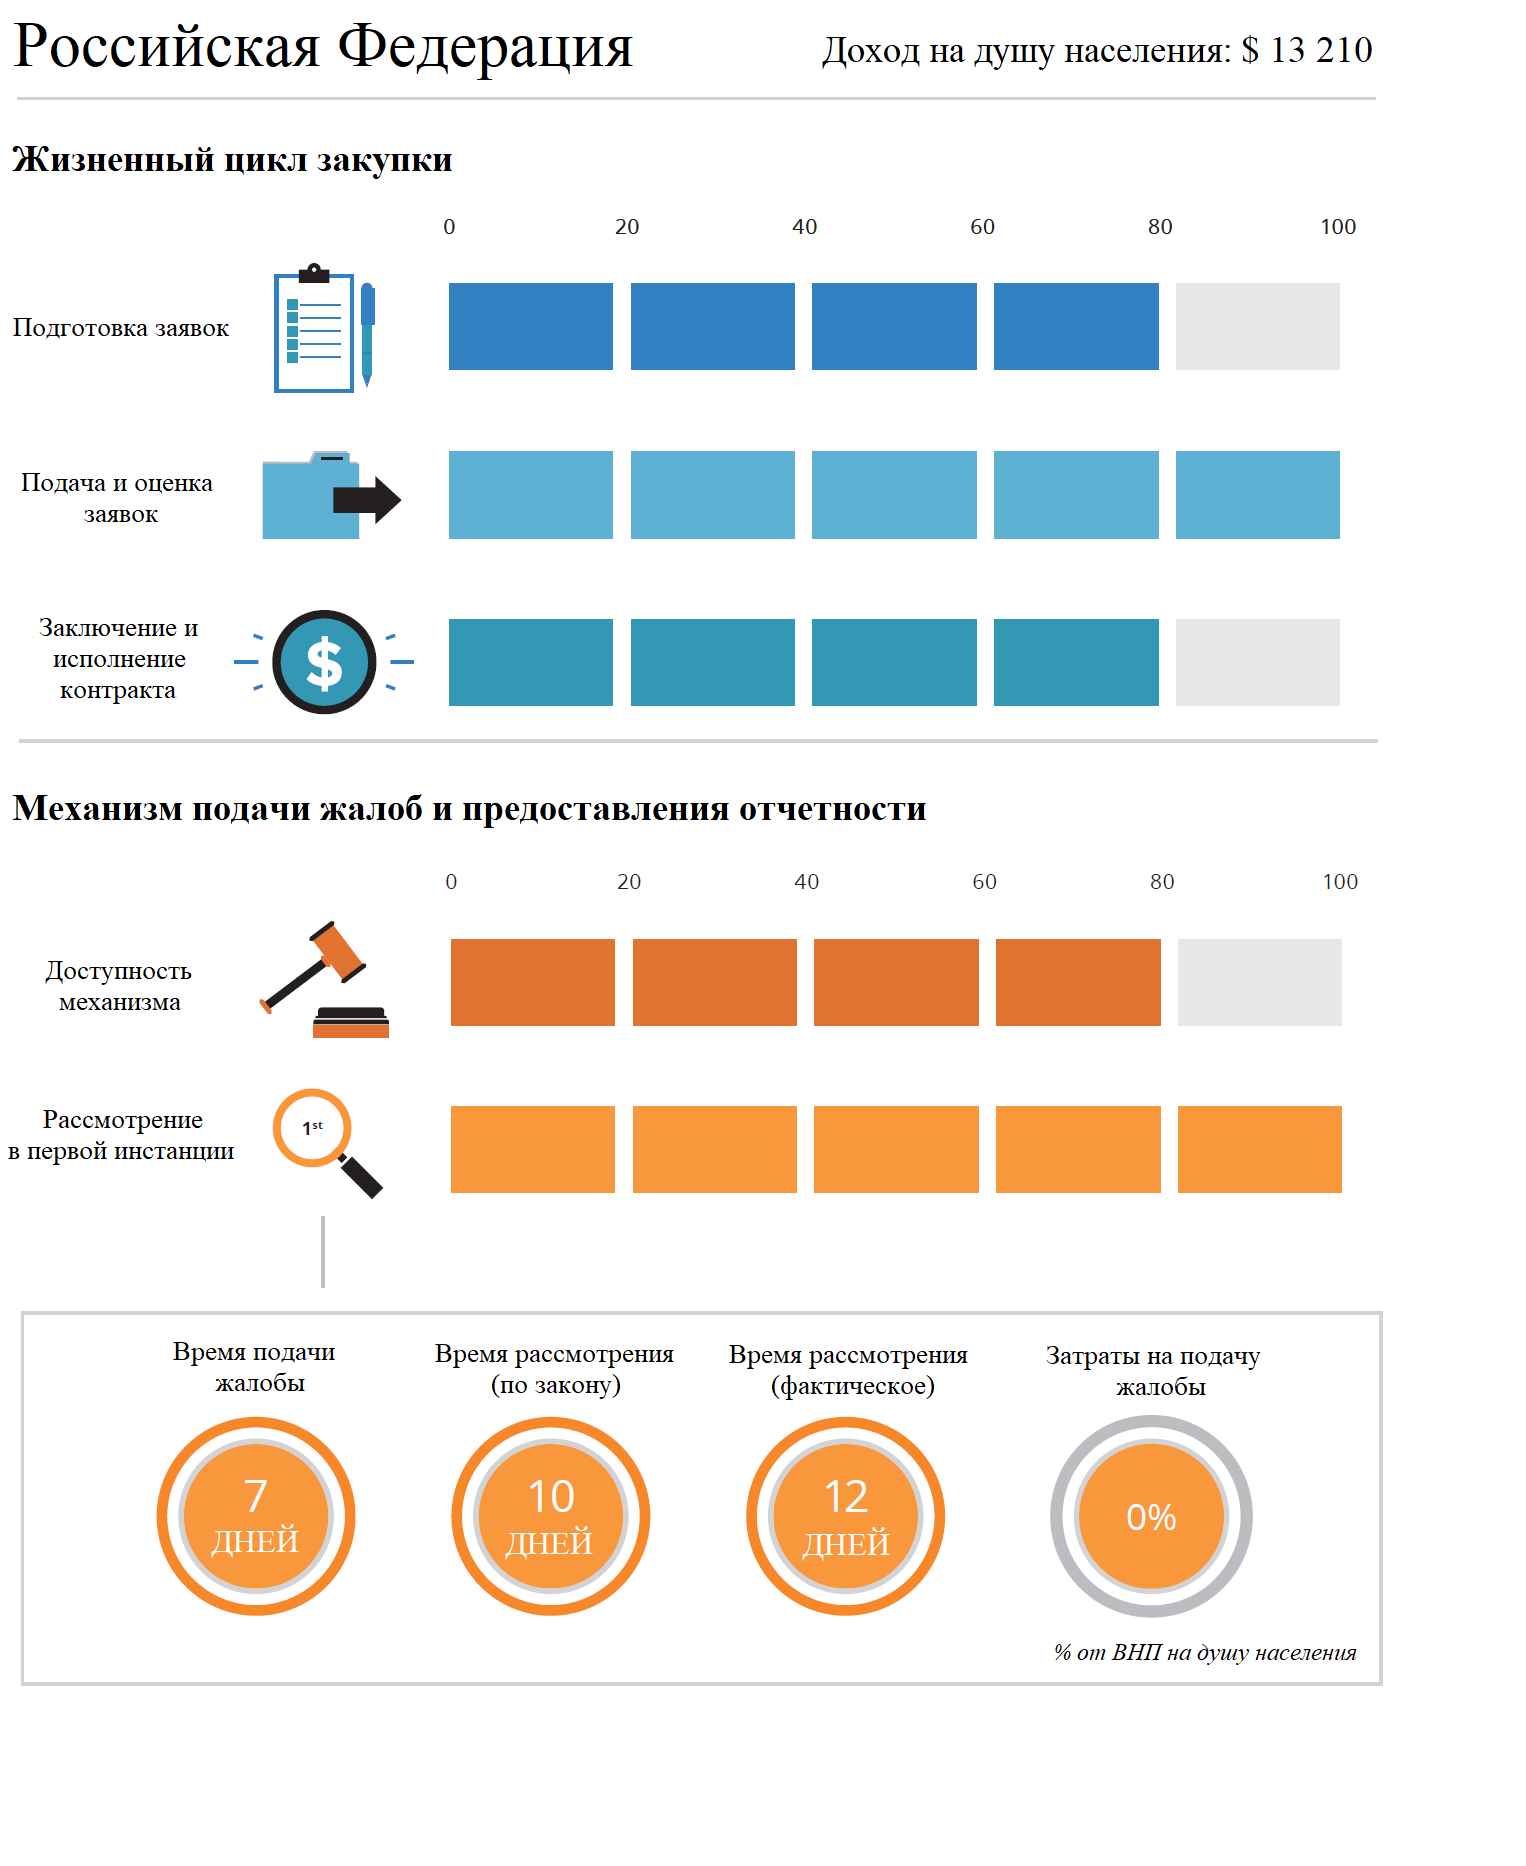 Российская Федерация
Доход на душу населения: $ 13 210
Жизненный цикл закупки
0 20 40 60 80 100
Подготовка заявок
Подача и оценка
заявок
$
Заключение и
исполнение
контракта
Механизм подачи жалоб и предоставления отчетности
0 20 40 60 80 100
Доступность
механизма
Рассмотрение
в первой инстанции
1st
Время подачи
жалобы
7
ДНЕЙ
Время рассмотрения
(по закону)
10
ДНЕЙ
Время рассмотрения
(фактическое)
12
ДНЕЙ
Затраты на подачу
жалобы
0%
% от ВНП на душу населения